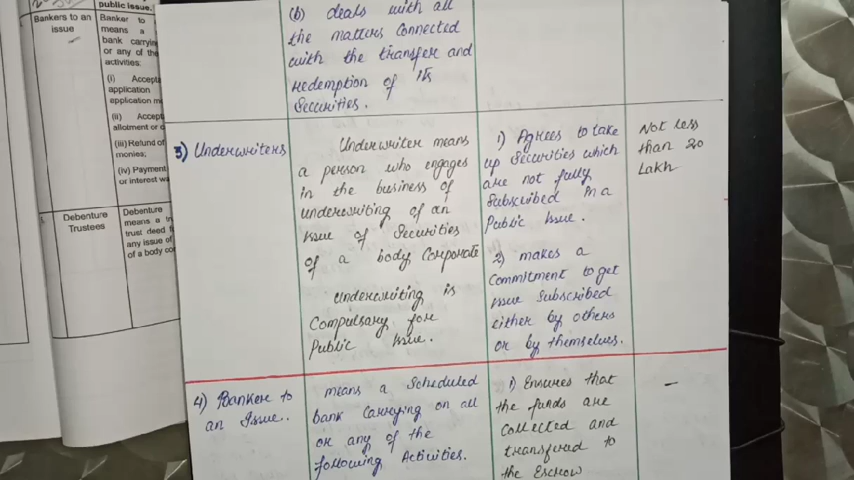 public issue.
Bankers to an
issue
Banker to
means a
bank carrying
or any of the
activities:
(i) Accept
application
application m
(ii) Accept
allotment or c
(iii) Refund of
monies;
(iv) Payment
or interest wa
Debenture
Trustees
Debenture
means a tr
trust deed f
any issue of
of a body co
(b) deals with all
the matters connected
with the transfer and
redemption of its
Securities.
3) Underwriters
Underwriter means
a person who engages
in the business of
underwriting of an
issue of Securities
of a body Corporate
Underwriting is
Compulsary for
Public Issue.
1) Agrees to take
up Securities which
are not fully
Subscribed in a
Public Issue.
2) makes a
Commitment to get
issue Subscribed
either by others
or by themselves.
Not less
than 20
Lakh
4) Banker to
an Issue.
means a Scheduled
bank Carrying on all
or any of the
following Activities.
1) Ensures that
the funds are
Collected and
transfered to
the Escrow
-